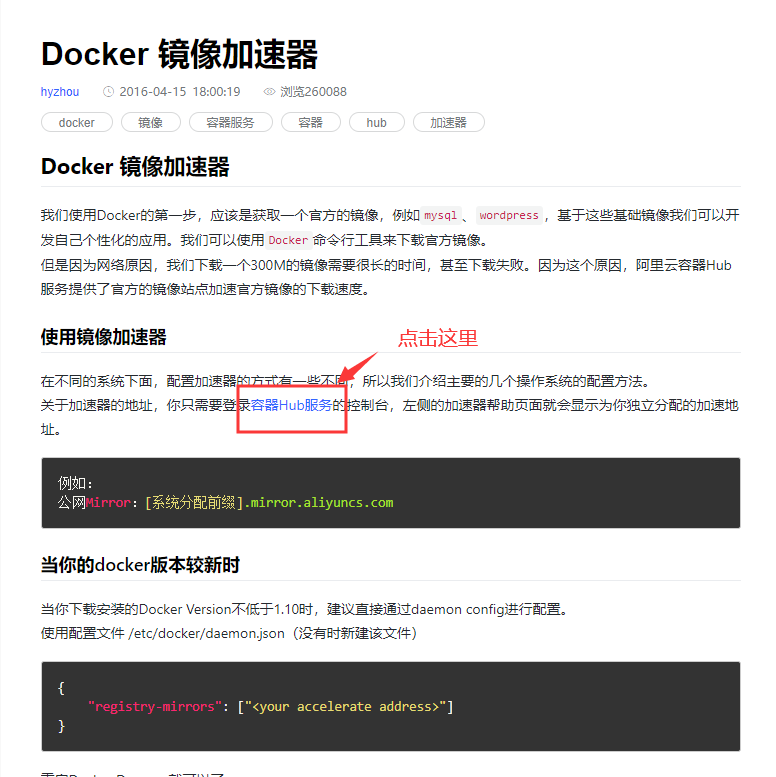 Docker 镜像加速器
hyzhou 2016-04-15 18:00:19 浏览260088
docker 镜像 容器服务 容器 hub 加速器
Docker 镜像加速器
我们使用Docker的第一步，应该是获取一个官方的镜像，例如mysql、wordpress，基于这些基础镜像我们可以开
发自己个性化的应用。我们可以使用Docker命令行工具来下载官方镜像。
但是因为网络原因，我们下载一个300M的镜像需要很长的时间，甚至下载失败。因为这个原因，阿里云容器Hub
服务提供了官方的镜像站点加速官方镜像的下载速度。
使用镜像加速器
点击这里
在不同的系统下面，配置加速器的方式有一些不同，所以我们介绍主要的几个操作系统的配置方法。
关于加速器的地址，你只需要登录容器Hub服务的控制台，左侧的加速器帮助页面就会显示为你独立分配的加速地
址。
例如：
公网Mirror：[系统分配前缀].mirror.aliyuncs.com
当你的docker版本较新时
当你下载安装的Docker Version不低于1.10时，建议直接通过daemon config进行配置。
使用配置文件 /etc/docker/daemon.json（没有时新建该文件）
{
"registry-mirrors": ["<your accelerate address>"]
}